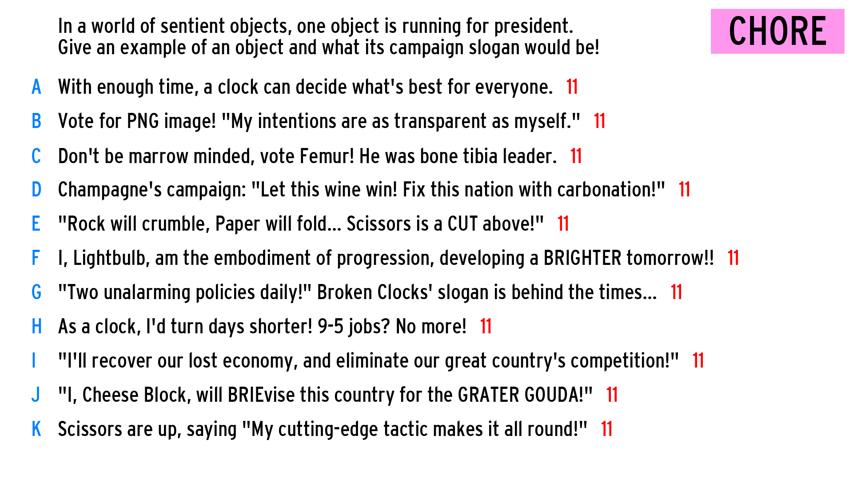 In a world of sentient objects, one object is running for president.
Give an example of an object and what its campaign slogan would be!
CHORE
A With enough time, a clock can decide what's best for everyone. 11
B Vote for PNG image! "My intentions are as transparent as myself." 11
C Don't be marrow minded, vote Femur! He was bone tibia leader. 11
D Champagne's campaign: "Let this wine win! Fix this nation with carbonation!" 11
E "Rock will crumble, Paper will fold... Scissors is a CUT above!" 11
F I, Lightbulb, am the embodiment of progression, developing a BRIGHTER tomorrow!! 11
G "Two unalarming policies daily!" Broken Clocks' slogan is behind the times... 11
H As a clock, I'd turn days shorter! 9-5 jobs? No more! 11
I "I'll recover our lost economy, and eliminate our great country's competition!" 11
J "I, Cheese Block, will BRIEvise this country for the GRATER GOUDA!" 11
K Scissors are up, saying "My cutting-edge tactic makes it all round!" 11